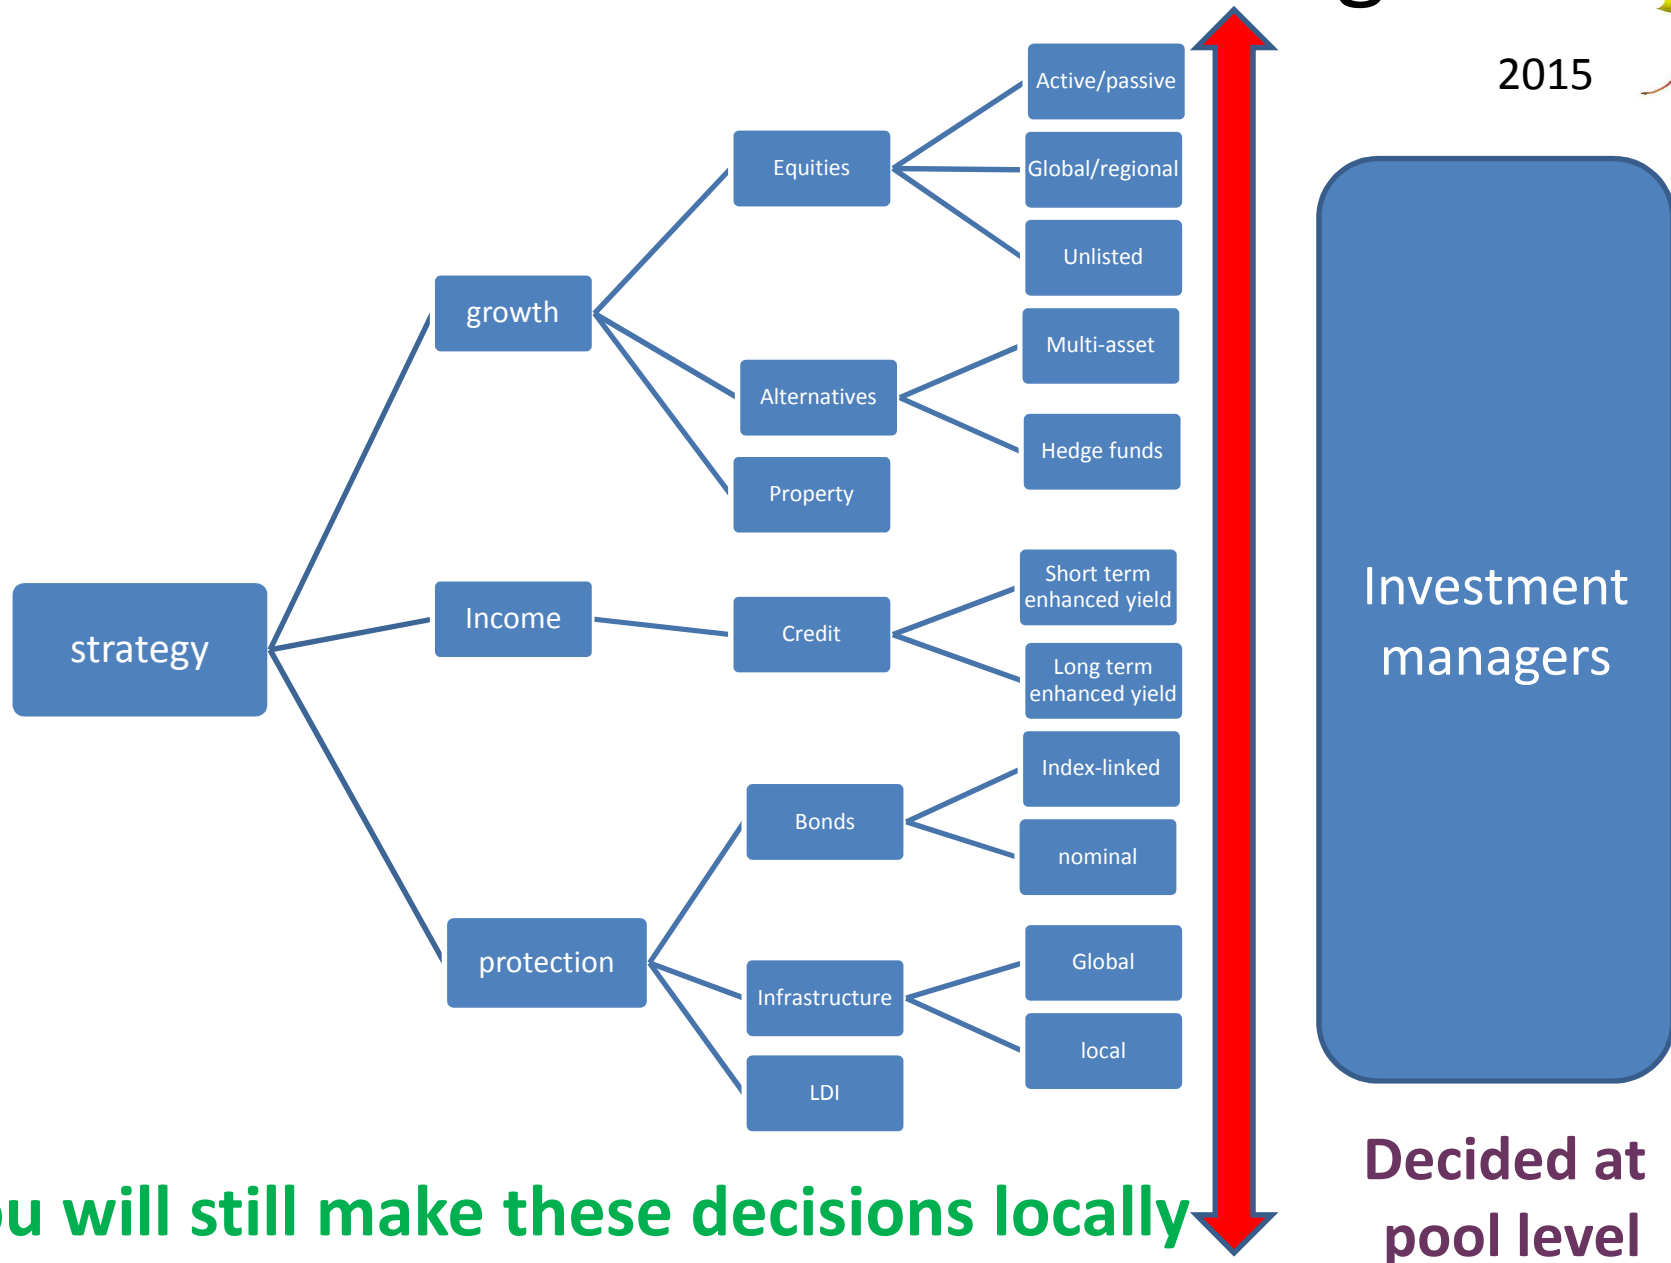 2015
Active/passive
Equities
Global/regional
Unlisted
growth
Multi-asset
Alternatives
Hedge funds
Property
Short term
enhanced yield
Income
Credit
strategy
Long term
enhanced yield
Investment
managers
Index-linked
Bonds
nominal
protection
Global
Infrastructure
local
LDI
will still make these decisions locally
Decided at
pool level